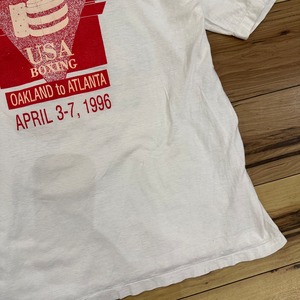 USA
BOXING
OAKLAND to ATLANTA
APRIL 3-7, 1996